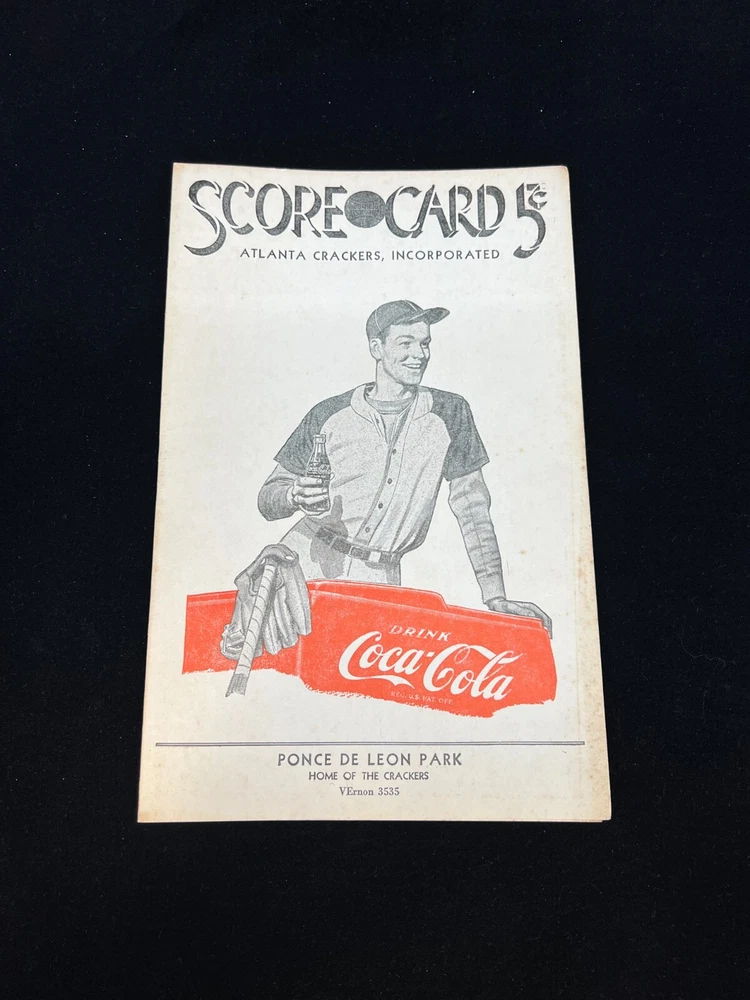 SCORE CARD 5¢
ATLANTA CRACKERS, INCORPORATED
DRINK
Coca-Cola
REG. U.S. PAT. OFF.
PONCE DE LEON PARK
HOME OF THE CRACKERS
VErnon 3535